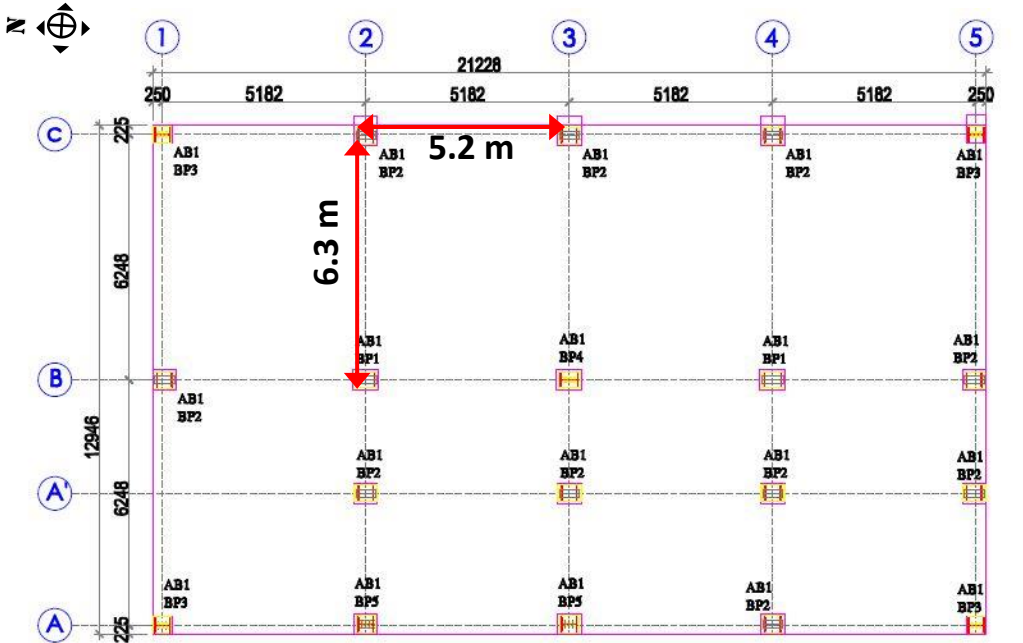 N
1 2 3 4 5
21228
250 5182 5182 5182 5182 250
C
225
AB1 AB1 AB1 AB1 AB1
BP3 BP2 BP2 BP2 BP3
5.2 m
6.3 m
6248
AB1 AB1 AB1 AB1
BP1 BP4 BP1 BP2
B
AB1
BP2
12946
AB1 AB1 AB1 AB1
BP2 BP2 BP2 BP2
A'
6248
AB1 AB1 AB1 AB1 AB1
BP3 BP5 BP5 BP2 BP3
A
225